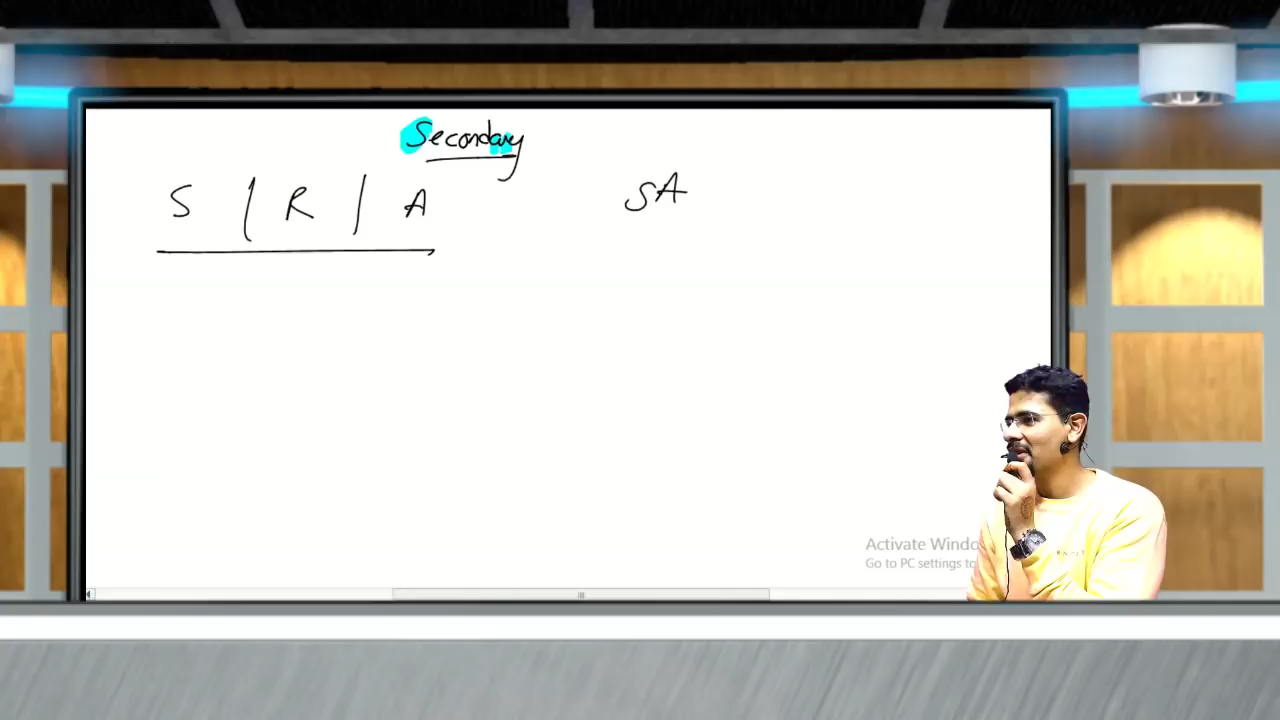 Secondary
S | R | A
SA
Activate Windo
Go to PC settings to